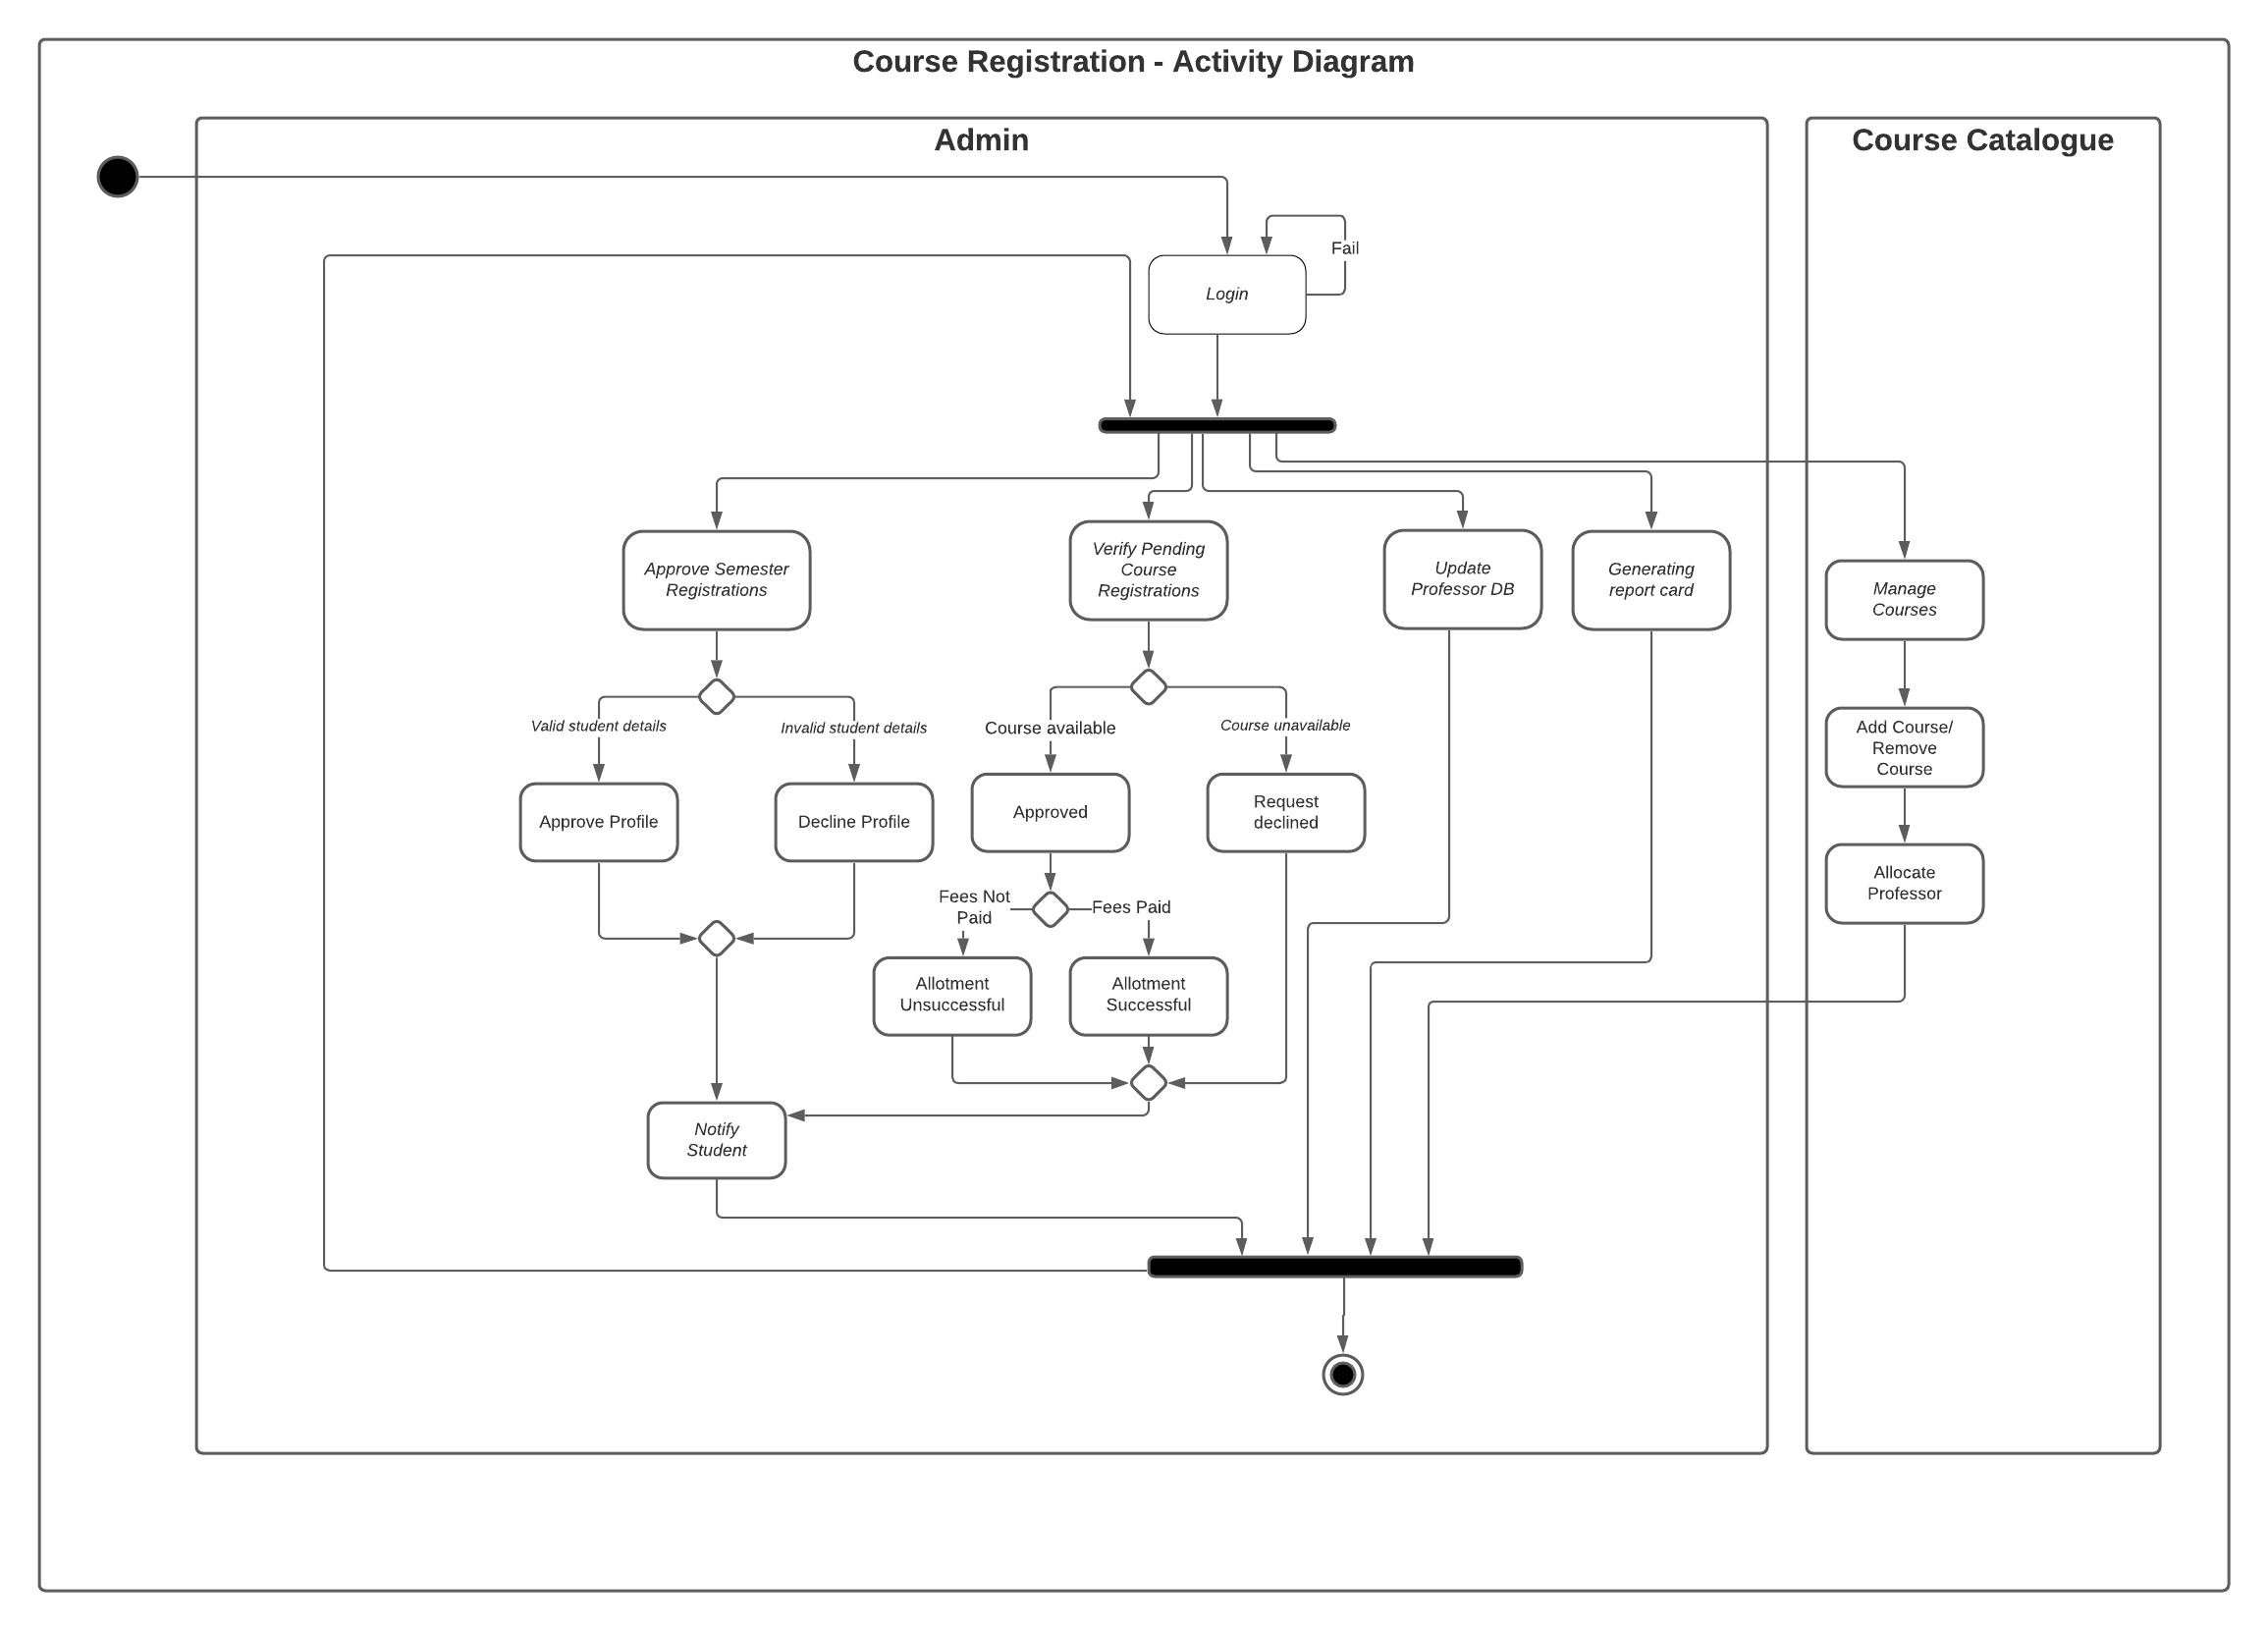 Course Registration - Activity Diagram
Admin
Course Catalogue
Fail
Login
Approve Semester
Registrations
Verify Pending
Course
Registrations
Update
Professor DB
Generating
report card
Manage
Courses
Valid student details
Invalid student details
Course available
Course unavailable
Add Course/
Remove
Course
Approve Profile
Decline Profile
Approved
Request
declined
Allocate
Professor
Fees Not
Paid
Fees Paid
Allotment
Unsuccessful
Allotment
Successful
Notify
Student